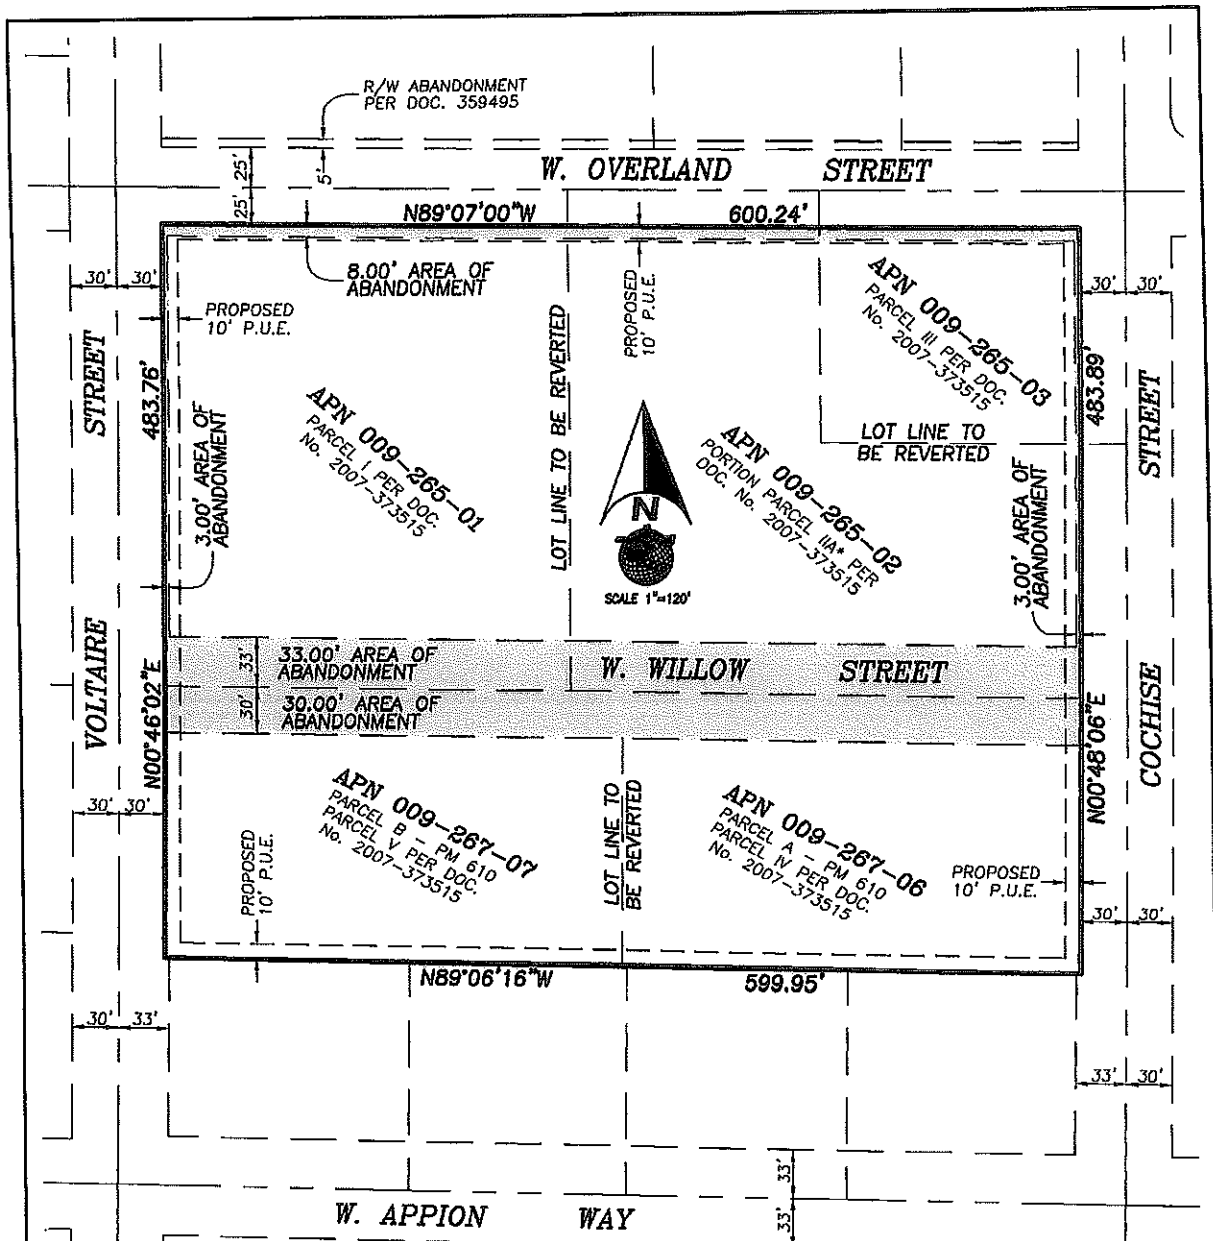 R/W ABANDONMENT
PER DOC. 359495
25'
25'
5'
W. OVERLAND STREET
N89°07'00"W 600.24'
8.00' AREA OF
ABANDONMENT
30' 30'
PROPOSED
10' P.U.E.
PROPOSED
10' P.U.E.
30' 30'
APN 009-265-03
PARCEL III PER DOC.
No. 2007-373515
VOLTAIRE STREET
483.76'
3.00' AREA OF
ABANDONMENT
APN 009-265-01
PARCEL I PER DOC.
No. 2007-373515
LOT LINE TO BE REVERTED
N
SCALE 1"=120'
APN 009-265-02
PORTION PARCEL IIA* PER
DOC. No. 2007-373515
LOT LINE TO
BE REVERTED
483.89'
3.00' AREA OF
ABANDONMENT
COCHISE STREET
33'
33.00' AREA OF
ABANDONMENT
W. WILLOW STREET
30'
30.00' AREA OF
ABANDONMENT
N00°46'02"E
N00°48'06"E
30' 30'
APN 009-267-07
PARCEL B - PM 610
PARCEL V PER DOC.
No. 2007-373515
LOT LINE TO
BE REVERTED
APN 009-267-06
PARCEL A - PM 610
PARCEL IV PER DOC.
No. 2007-373515
PROPOSED
10' P.U.E.
PROPOSED
10' P.U.E.
30' 30'
N89°06'16"W 599.95'
30' 33'
33' 30'
33'
33'
W. APPION WAY